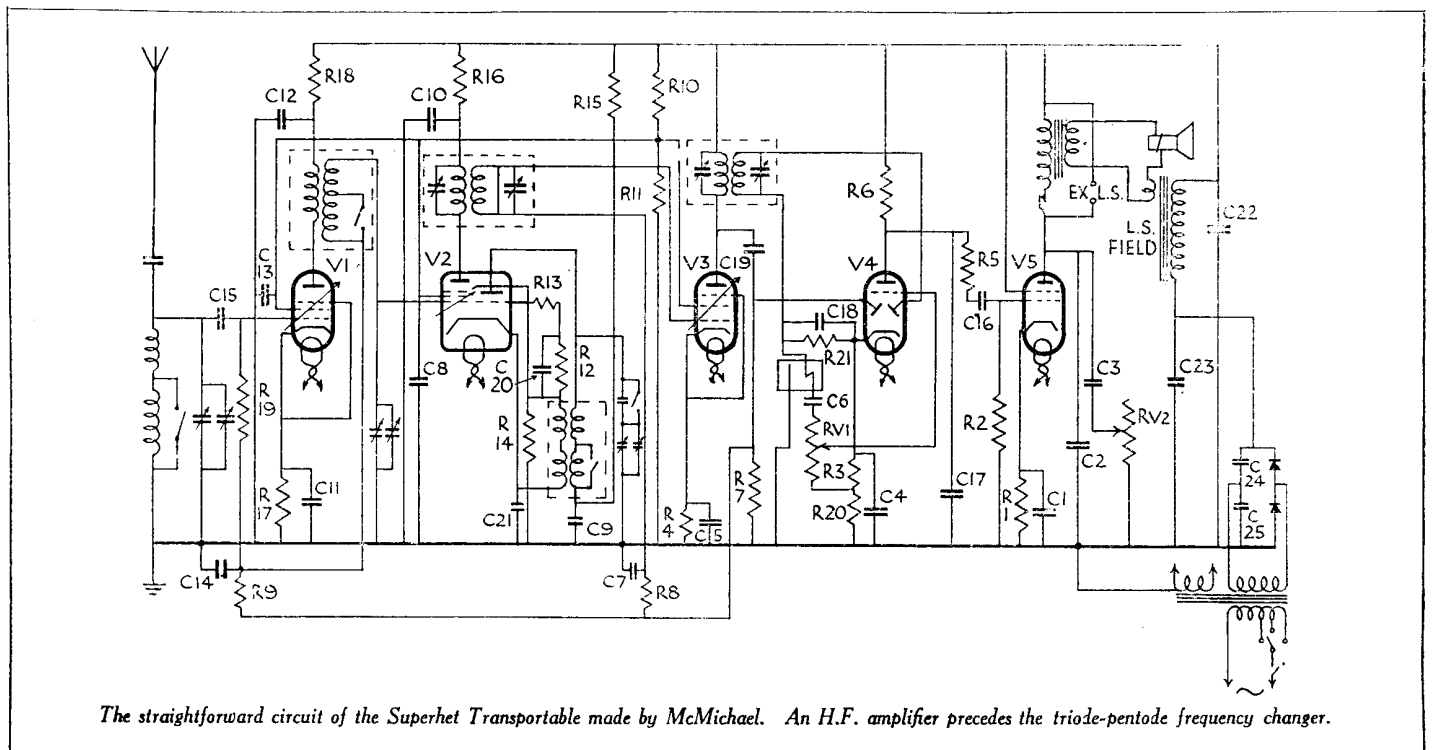 R18
C12
R16
C10
R15
R10
R11
R6
EX. L.S.
L.S.
FIELD
C22
C
13
V1
C15
V2
R13
V3
C19
V4
R5
V5
C16
C18
R21
C8
C
20
R
12
R
19
R
14
C6
RV1
R3
R2
C3
RV2
C23
C2
R
17
C11
C21
C9
R
4
C5
R
7
R20
C4
C17
R
1
C1
C
24
C
25
C14
R9
C7
R8
The straightforward circuit of the Superhet Transportable made by McMichael. An H.F. amplifier precedes the triode-pentode frequency changer.